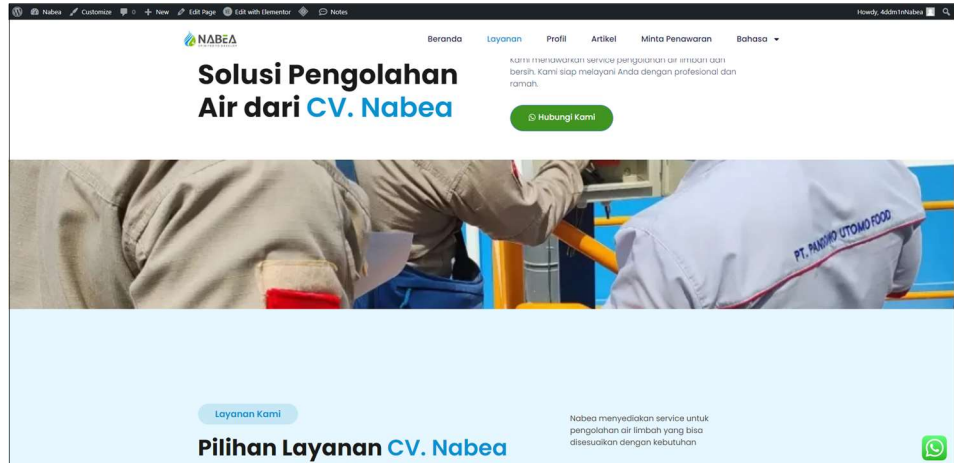 Nabea Customize 0 New Edit Page Edit with Elementor Notes Howdy, 4ddm1nNabea
NABEA
Beranda Layanan Profil Artikel Minta Penawaran Bahasa
Kami menawarkan service pengolahan air limbah dan
bersih. Kami siap melayani Anda dengan profesional dan
ramah.
Solusi Pengolahan
Air dari CV. Nabea
Hubungi Kami
PT. PANDOWO UTOMO FOOD
Layanan Kami
Pilihan Layanan CV. Nabea
Nabea menyediakan service untuk
pengolahan air limbah yang bisa
disesuaikan dengan kebutuhan